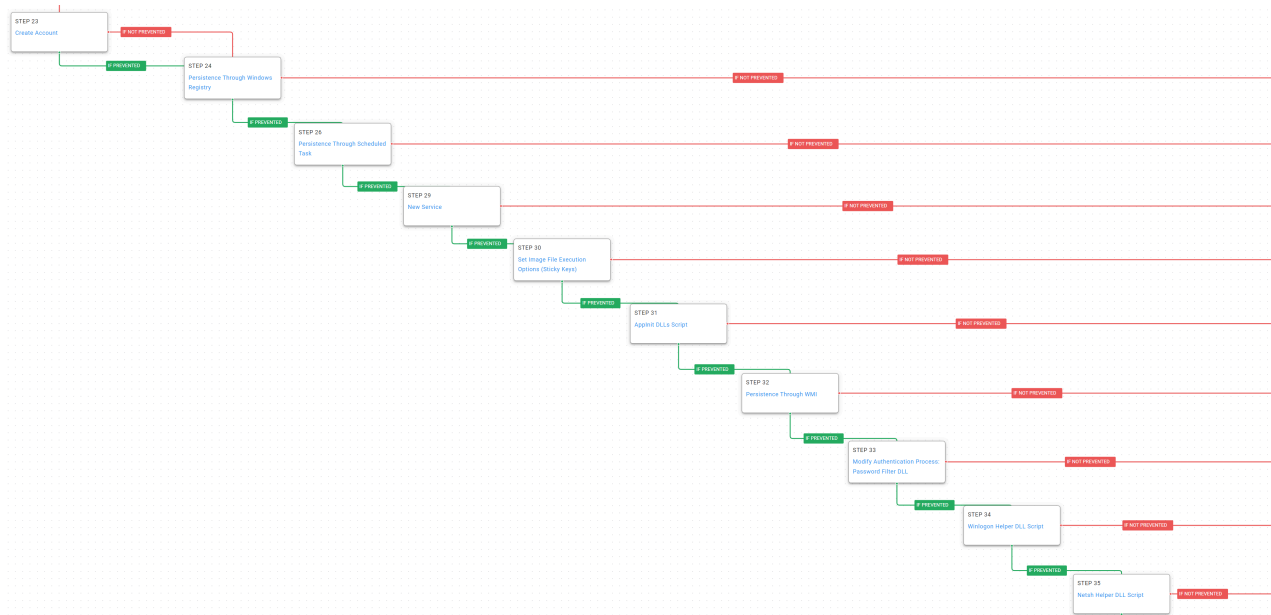 STEP 23
Create Account
IF NOT PREVENTED
IF PREVENTED
STEP 24
Persistence Through Windows
Registry
IF NOT PREVENTED
IF PREVENTED
STEP 26
Persistence Through Scheduled
Task
IF NOT PREVENTED
IF PREVENTED
STEP 29
New Service
IF NOT PREVENTED
IF PREVENTED
STEP 30
Set Image File Execution
Options (Sticky Keys)
IF NOT PREVENTED
IF PREVENTED
STEP 31
AppInit DLLs Script
IF NOT PREVENTED
IF PREVENTED
STEP 32
Persistence Through WMI
IF NOT PREVENTED
IF PREVENTED
STEP 33
Modify Authentication Process:
Password Filter DLL
IF NOT PREVENTED
IF PREVENTED
STEP 34
Winlogon Helper DLL Script
IF NOT PREVENTED
IF PREVENTED
STEP 35
Netsh Helper DLL Script
IF NOT PREVENTED